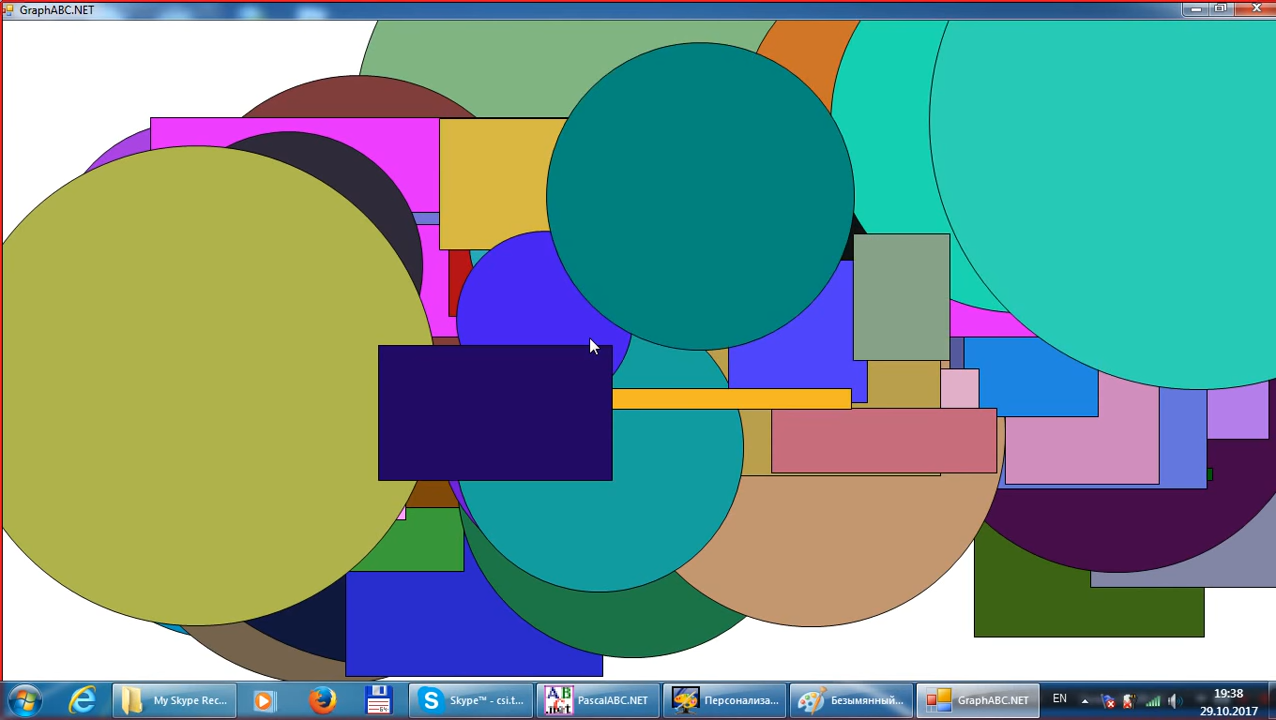 GraphABC.NET
My Skype Rec...
Skype™ - csi.t...
PascalABC.NET
Персонализа...
Безымянный...
GraphABC.NET
EN
19:38
29.10.2017